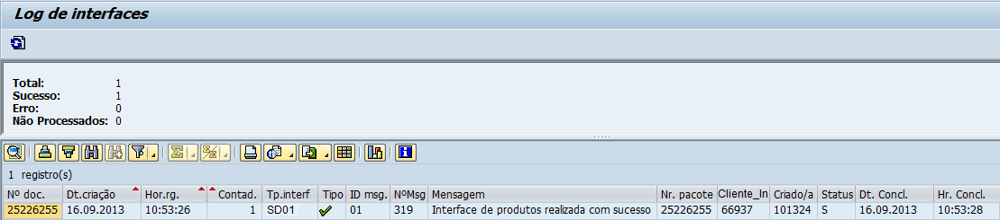 Log de interfaces
Total: 1
Sucesso: 1
Erro: 0
Não Processados: 0
1 registro(s)
Nº doc. Dt.criação Hor.rg. Contad. Tp.interf Tipo ID msg. NºMsg Mensagem Nr. pacote Cliente_In Criado/a Status Dt. Concl. Hr. Concl.
25226255 16.09.2013 10:53:26 1 SD01 01 319 Interface de produtos realizada com sucesso 25226255 66937 101324 S 16.09.2013 10:53:28